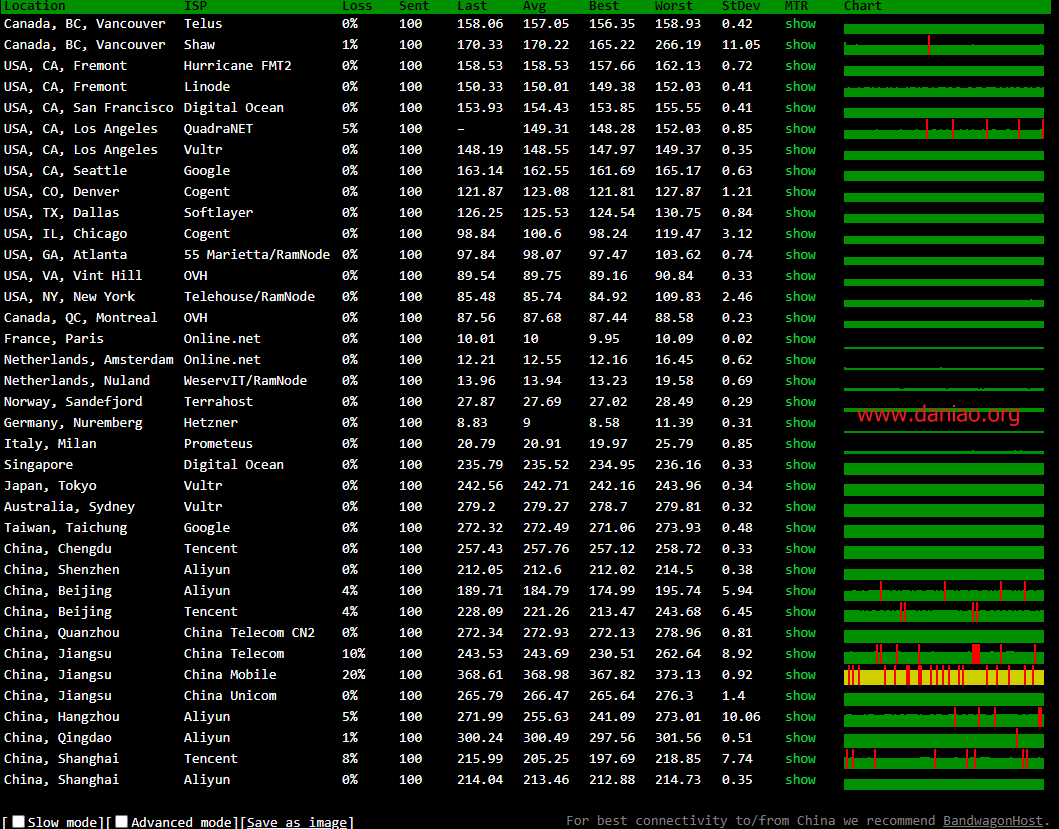 Location ISP Loss Sent Last Avg Best Worst StDev MTR Chart
Canada, BC, Vancouver Telus 0% 100 158.06 157.05 156.35 158.93 0.42 show
Canada, BC, Vancouver Shaw 1% 100 170.33 170.22 165.22 266.19 11.05 show
USA, CA, Fremont Hurricane FMT2 0% 100 158.53 158.53 157.66 162.13 0.72 show
USA, CA, Fremont Linode 0% 100 150.33 150.01 149.38 152.03 0.41 show
USA, CA, San Francisco Digital Ocean 0% 100 153.93 154.43 153.85 155.55 0.41 show
USA, CA, Los Angeles QuadraNET 5% 100 – 149.31 148.28 152.03 0.85 show
USA, CA, Los Angeles Vultr 0% 100 148.19 148.55 147.97 149.37 0.35 show
USA, CA, Seattle Google 0% 100 163.14 162.55 161.69 165.17 0.63 show
USA, CO, Denver Cogent 0% 100 121.87 123.08 121.81 127.87 1.21 show
USA, TX, Dallas Softlayer 0% 100 126.25 125.53 124.54 130.75 0.84 show
USA, IL, Chicago Cogent 0% 100 98.84 100.6 98.24 119.47 3.12 show
USA, GA, Atlanta 55 Marietta/RamNode 0% 100 97.84 98.07 97.47 103.62 0.74 show
USA, VA, Vint Hill OVH 0% 100 89.54 89.75 89.16 90.84 0.33 show
USA, NY, New York Telehouse/RamNode 0% 100 85.48 85.74 84.92 109.83 2.46 show
Canada, QC, Montreal OVH 0% 100 87.56 87.68 87.44 88.58 0.23 show
France, Paris Online.net 0% 100 10.01 10 9.95 10.09 0.02 show
Netherlands, Amsterdam Online.net 0% 100 12.21 12.55 12.16 16.45 0.62 show
Netherlands, Nuland WeservIT/RamNode 0% 100 13.96 13.94 13.23 19.58 0.69 show
Norway, Sandefjord Terrahost 0% 100 27.87 27.69 27.02 28.49 0.29 show
www.daniao.org
Germany, Nuremberg Hetzner 0% 100 8.83 9 8.58 11.39 0.31 show
Italy, Milan Prometeus 0% 100 20.79 20.91 19.97 25.79 0.85 show
Singapore Digital Ocean 0% 100 235.79 235.52 234.95 236.16 0.33 show
Japan, Tokyo Vultr 0% 100 242.56 242.71 242.16 243.96 0.34 show
Australia, Sydney Vultr 0% 100 279.2 279.27 278.7 279.81 0.32 show
Taiwan, Taichung Google 0% 100 272.32 272.49 271.06 273.93 0.48 show
China, Chengdu Tencent 0% 100 257.43 257.76 257.12 258.72 0.33 show
China, Shenzhen Aliyun 0% 100 212.05 212.6 212.02 214.5 0.38 show
China, Beijing Aliyun 4% 100 189.71 184.79 174.99 195.74 5.94 show
China, Beijing Tencent 4% 100 228.09 221.26 213.47 243.68 6.45 show
China, Quanzhou China Telecom CN2 0% 100 272.34 272.93 272.13 278.96 0.81 show
China, Jiangsu China Telecom 10% 100 243.53 243.69 230.51 262.64 8.92 show
China, Jiangsu China Mobile 20% 100 368.61 368.98 367.82 373.13 0.92 show
China, Jiangsu China Unicom 0% 100 265.79 266.47 265.64 276.3 1.4 show
China, Hangzhou Aliyun 5% 100 271.99 255.63 241.09 273.01 10.06 show
China, Qingdao Aliyun 1% 100 300.24 300.49 297.56 301.56 0.51 show
China, Shanghai Tencent 8% 100 215.99 205.25 197.69 218.85 7.74 show
China, Shanghai Aliyun 0% 100 214.04 213.46 212.88 214.73 0.35 show
[ Slow mode][ Advanced mode][Save as image] For best connectivity to/from China we recommend BandwagonHost.